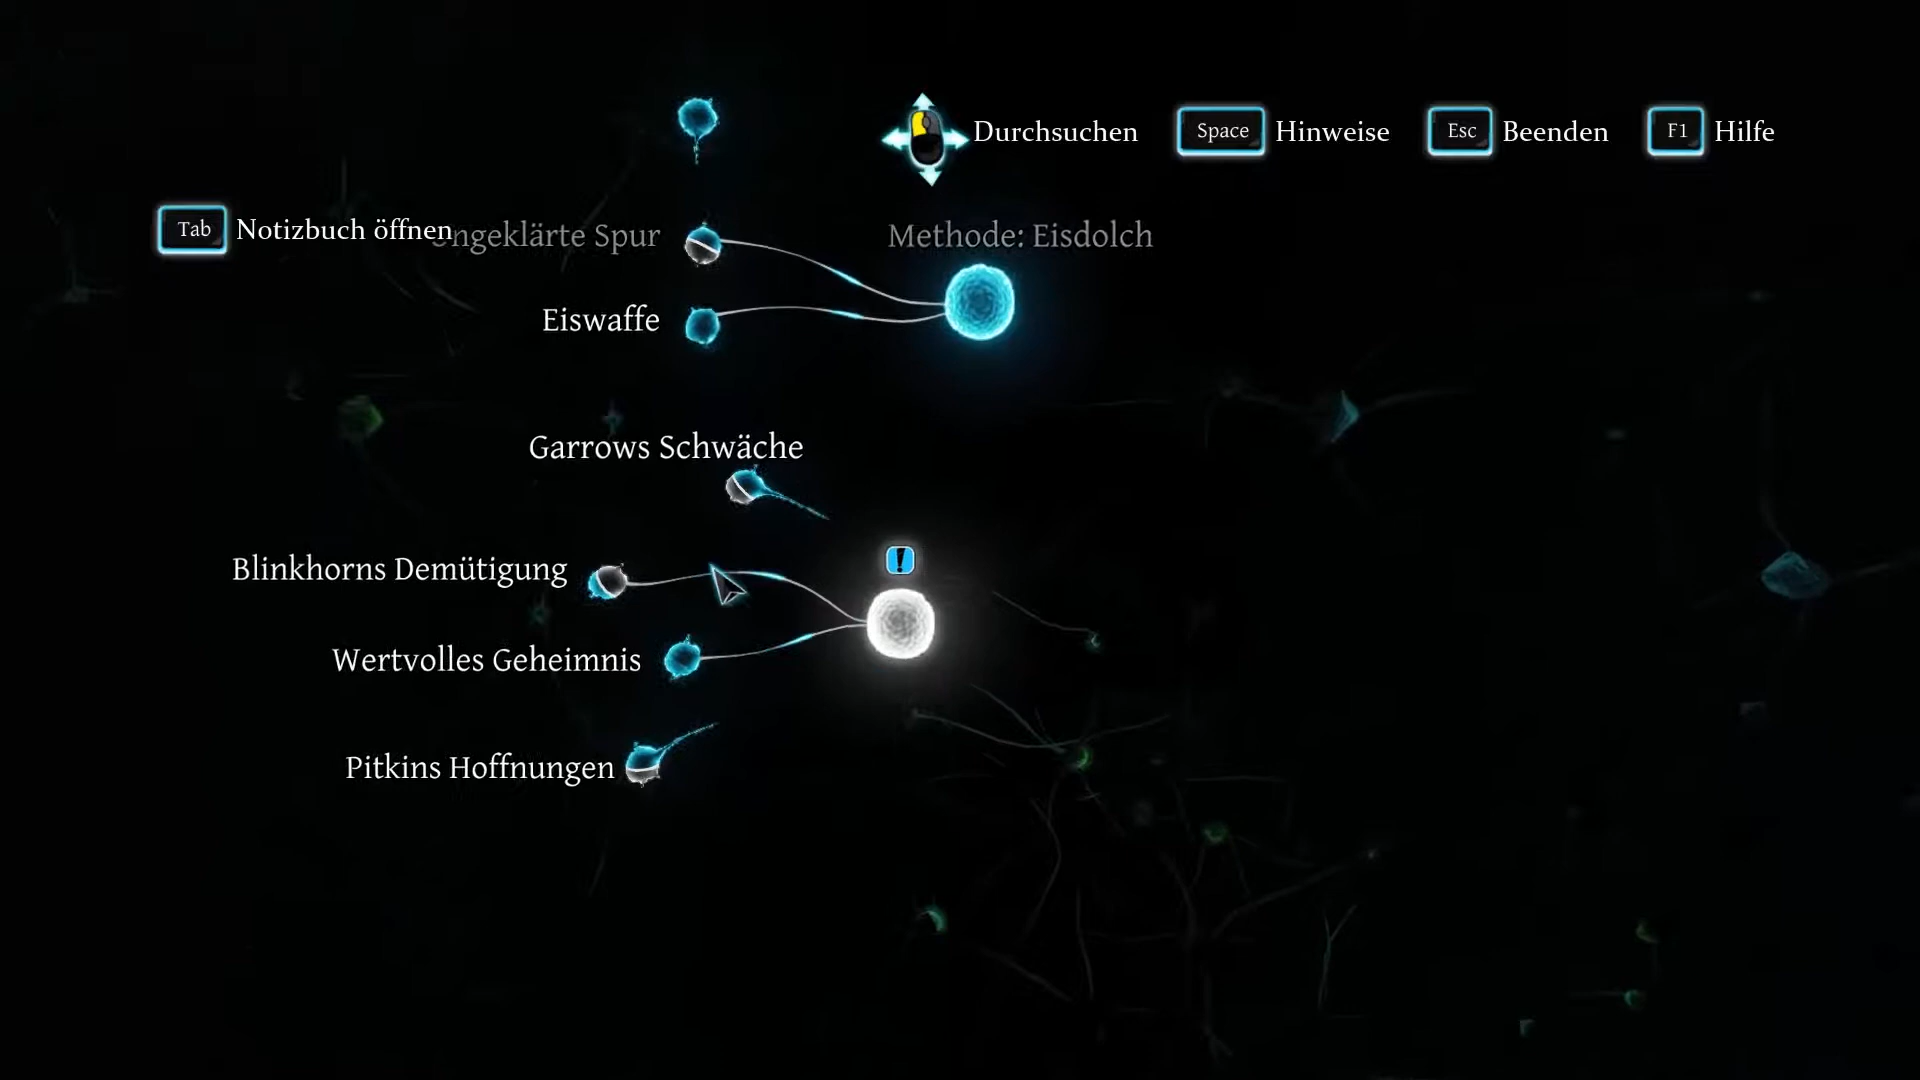 Durchsuchen
Space Hinweise
Esc Beenden
F1 Hilfe
Tab Notizbuch öffnen
Spur
Methode: Eisdolch
Eiswaffe
Garrows Schwäche
!
Blinkhorns Demütigung
Wertvolles Geheimnis
Pitkins Hoffnungen